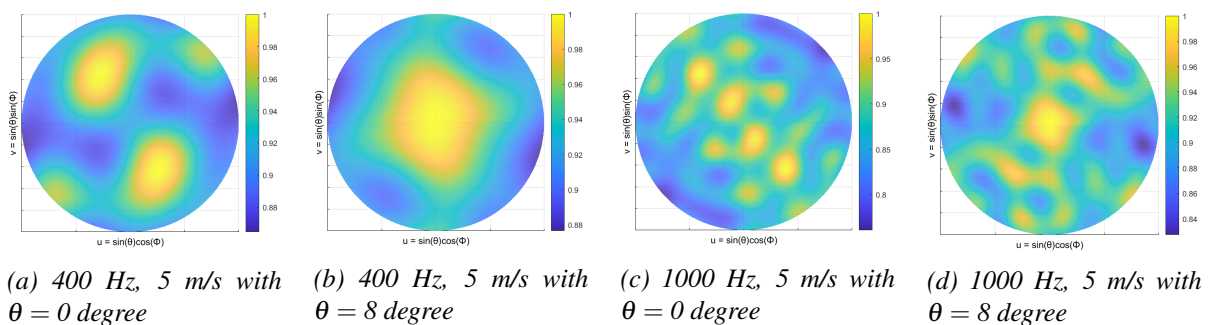 1
0.98
0.96
0.94
0.92
0.9
0.88
v = sin(θ)sin(Φ)
u = sin(θ)cos(Φ)
1
0.98
0.96
0.94
0.92
0.9
0.88
v = sin(θ)sin(Φ)
u = sin(θ)cos(Φ)
1
0.95
0.9
0.85
0.8
v = sin(θ)sin(Φ)
u = sin(θ)cos(Φ)
1
0.98
0.96
0.94
0.92
0.9
0.88
0.86
0.84
v = sin(θ)sin(Φ)
u = sin(θ)cos(Φ)
(a) 400 Hz, 5 m/s with
θ = 0 degree
(b) 400 Hz, 5 m/s with
θ = 8 degree
(c) 1000 Hz, 5 m/s with
θ = 0 degree
(d) 1000 Hz, 5 m/s with
θ = 8 degree